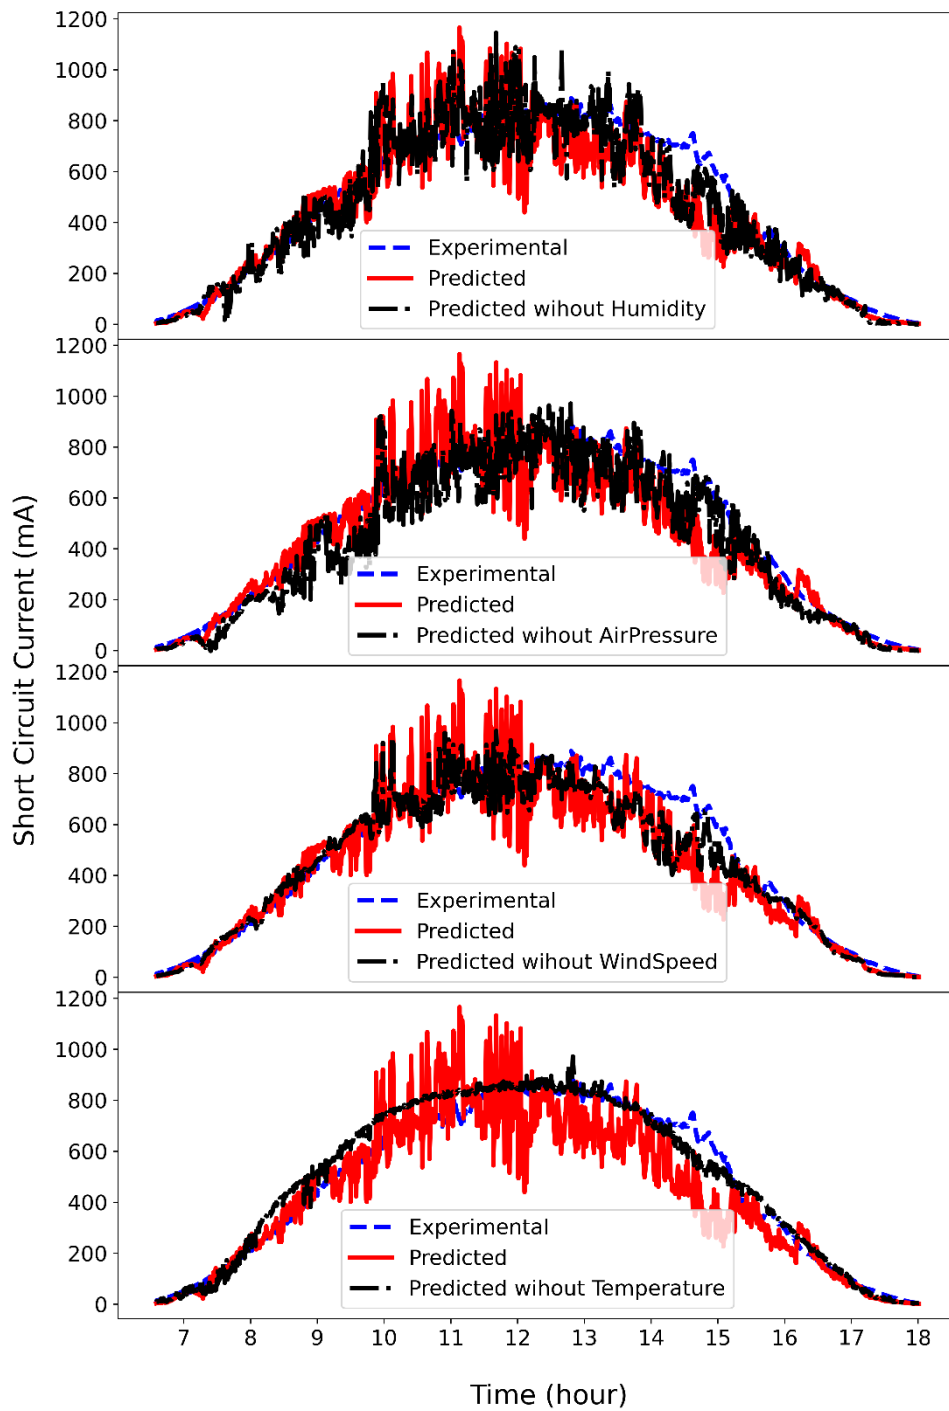 1200
1000
800
600
400
200
0
Experimental
Predicted
Predicted wihout Humidity
1200
1000
800
600
400
200
0
Experimental
Predicted
Predicted wihout AirPressure
1200
1000
800
600
400
200
0
Experimental
Predicted
Predicted wihout WindSpeed
1200
1000
800
600
400
200
0
Experimental
Predicted
Predicted wihout Temperature
7 8 9 10 11 12 13 14 15 16 17 18
Time (hour)
Short Circuit Current (mA)